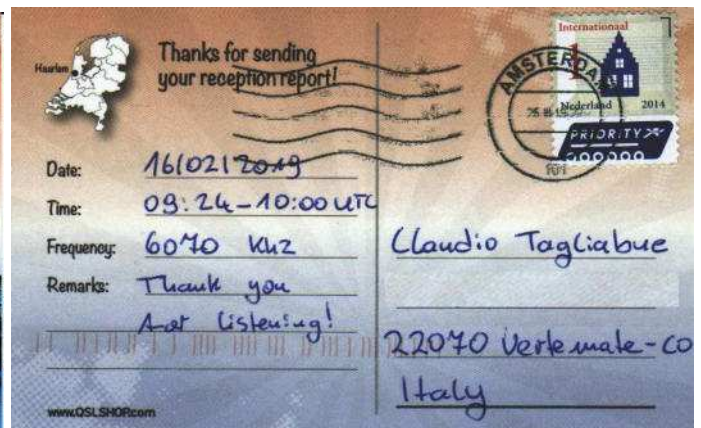 Haarlem
Thanks for sending
your reception report!
Date: 16/02/2019
Time: 09:24-10:00 UTC
Frequency: 6070 Khz
Remarks: Thank you
for listening!
www.QSLSHOP.com
Internationaal
1
Nederland 2014
PRIORITY
AMSTERDAM
Claudio Tagliabue
22070 Vertemate-CO
Italy